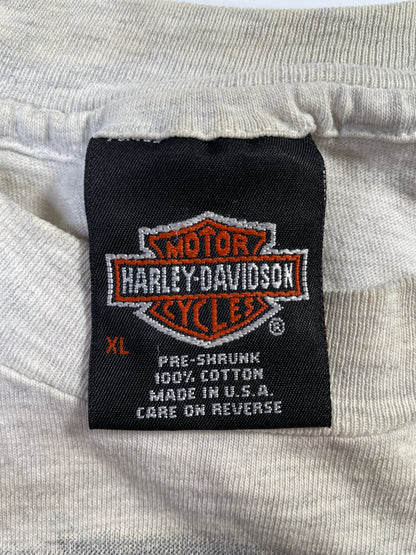 MOTOR
HARLEY-DAVIDSON
CYCLES
®
XL
PRE-SHRUNK
100% COTTON
MADE IN U.S.A.
CARE ON REVERSE